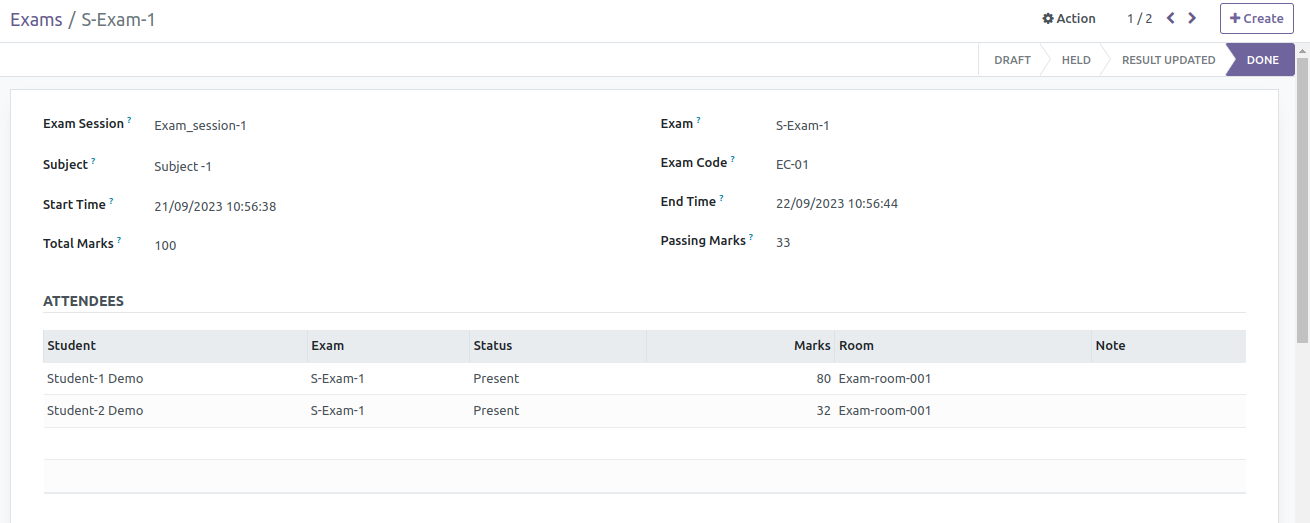 Exams / S-Exam-1
Action 1 / 2 Create
DRAFT HELD RESULT UPDATED DONE
Exam Session ? Exam_session-1 Exam ? S-Exam-1
Subject ? Subject -1 Exam Code ? EC-01
Start Time ? 21/09/2023 10:56:38 End Time ? 22/09/2023 10:56:44
Total Marks ? 100 Passing Marks ? 33
ATTENDEES
Student Exam Status Marks Room Note
Student-1 Demo S-Exam-1 Present 80 Exam-room-001
Student-2 Demo S-Exam-1 Present 32 Exam-room-001